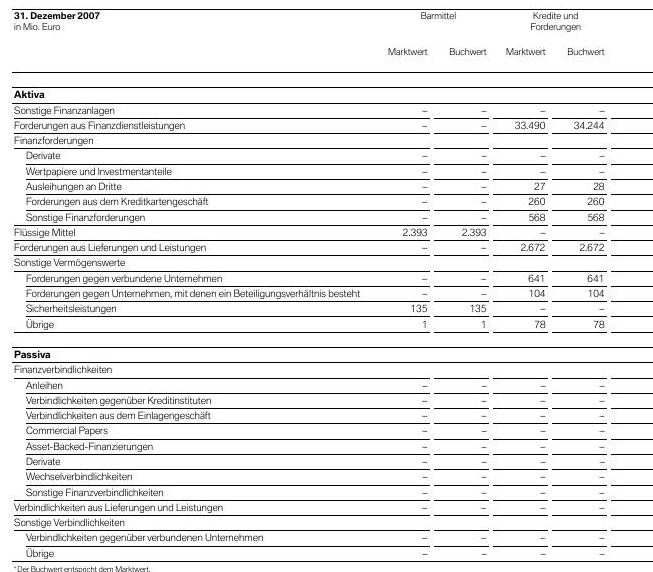 31. Dezember 2007 Barmittel Kredite und
in Mio. Euro Forderungen
Marktwert Buchwert Marktwert Buchwert
Aktiva
Sonstige Finanzanlagen – – – –
Forderungen aus Finanzdienstleistungen – – 33.490 34.244
Finanzforderungen
Derivate – – – –
Wertpapiere und Investmentanteile – – – –
Ausleihungen an Dritte – – 27 28
Forderungen aus dem Kreditkartengeschäft – – 260 260
Sonstige Finanzforderungen – – 568 568
Flüssige Mittel 2.393 2.393 – –
Forderungen aus Lieferungen und Leistungen – – 2.672 2.672
Sonstige Vermögenswerte
Forderungen gegen verbundene Unternehmen – – 641 641
Forderungen gegen Unternehmen, mit denen ein Beteiligungsverhältnis besteht – – 104 104
Sicherheitsleistungen 135 135 – –
Übrige 1 1 78 78
Passiva
Finanzverbindlichkeiten
Anleihen – – – –
Verbindlichkeiten gegenüber Kreditinstituten – – – –
Verbindlichkeiten aus dem Einlagengeschäft – – – –
Commercial Papers – – – –
Asset-Backed-Finanzierungen – – – –
Derivate – – – –
Wechselverbindlichkeiten – – – –
Sonstige Finanzverbindlichkeiten – – – –
Verbindlichkeiten aus Lieferungen und Leistungen – – – –
Sonstige Verbindlichkeiten
Verbindlichkeiten gegenüber verbundenen Unternehmen – – – –
Übrige – – – –
*Der Buchwert entspricht dem Marktwert.